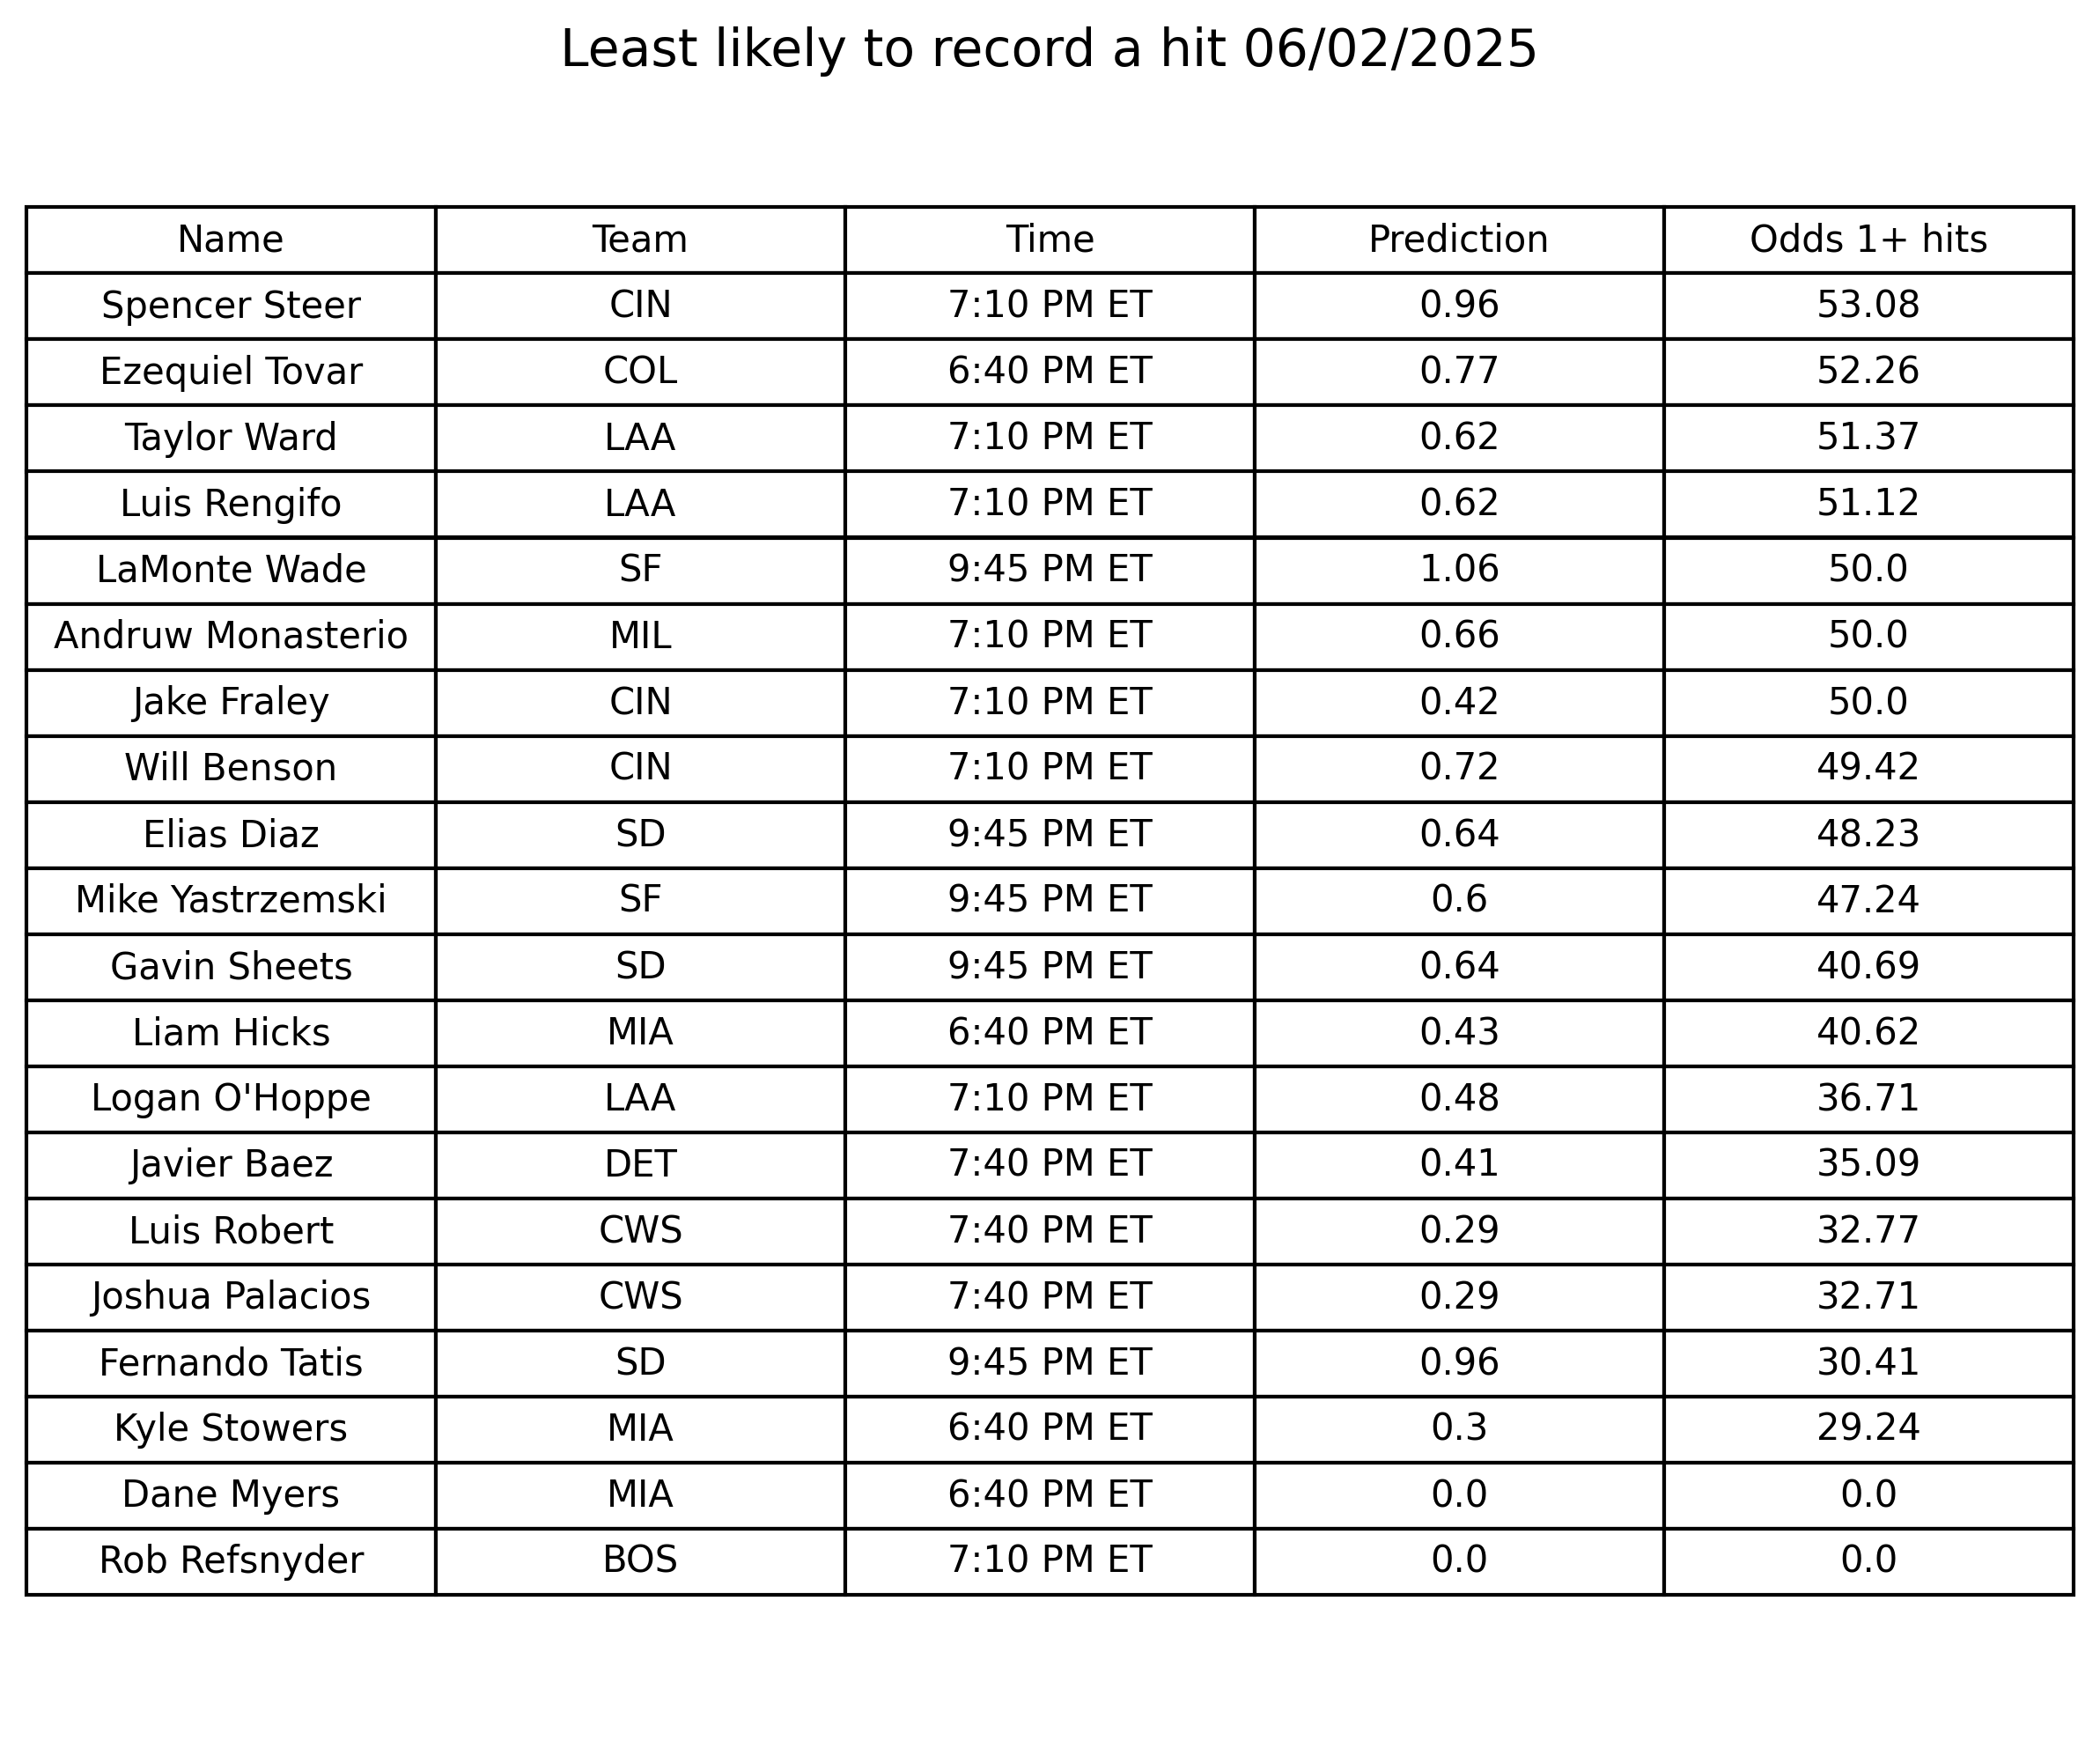 Least likely to record a hit 06/02/2025
Name Team Time Prediction Odds 1+ hits
Spencer Steer CIN 7:10 PM ET 0.96 53.08
Ezequiel Tovar COL 6:40 PM ET 0.77 52.26
Taylor Ward LAA 7:10 PM ET 0.62 51.37
Luis Rengifo LAA 7:10 PM ET 0.62 51.12
LaMonte Wade SF 9:45 PM ET 1.06 50.0
Andruw Monasterio MIL 7:10 PM ET 0.66 50.0
Jake Fraley CIN 7:10 PM ET 0.42 50.0
Will Benson CIN 7:10 PM ET 0.72 49.42
Elias Diaz SD 9:45 PM ET 0.64 48.23
Mike Yastrzemski SF 9:45 PM ET 0.6 47.24
Gavin Sheets SD 9:45 PM ET 0.64 40.69
Liam Hicks MIA 6:40 PM ET 0.43 40.62
Logan O'Hoppe LAA 7:10 PM ET 0.48 36.71
Javier Baez DET 7:40 PM ET 0.41 35.09
Luis Robert CWS 7:40 PM ET 0.29 32.77
Joshua Palacios CWS 7:40 PM ET 0.29 32.71
Fernando Tatis SD 9:45 PM ET 0.96 30.41
Kyle Stowers MIA 6:40 PM ET 0.3 29.24
Dane Myers MIA 6:40 PM ET 0.0 0.0
Rob Refsnyder BOS 7:10 PM ET 0.0 0.0